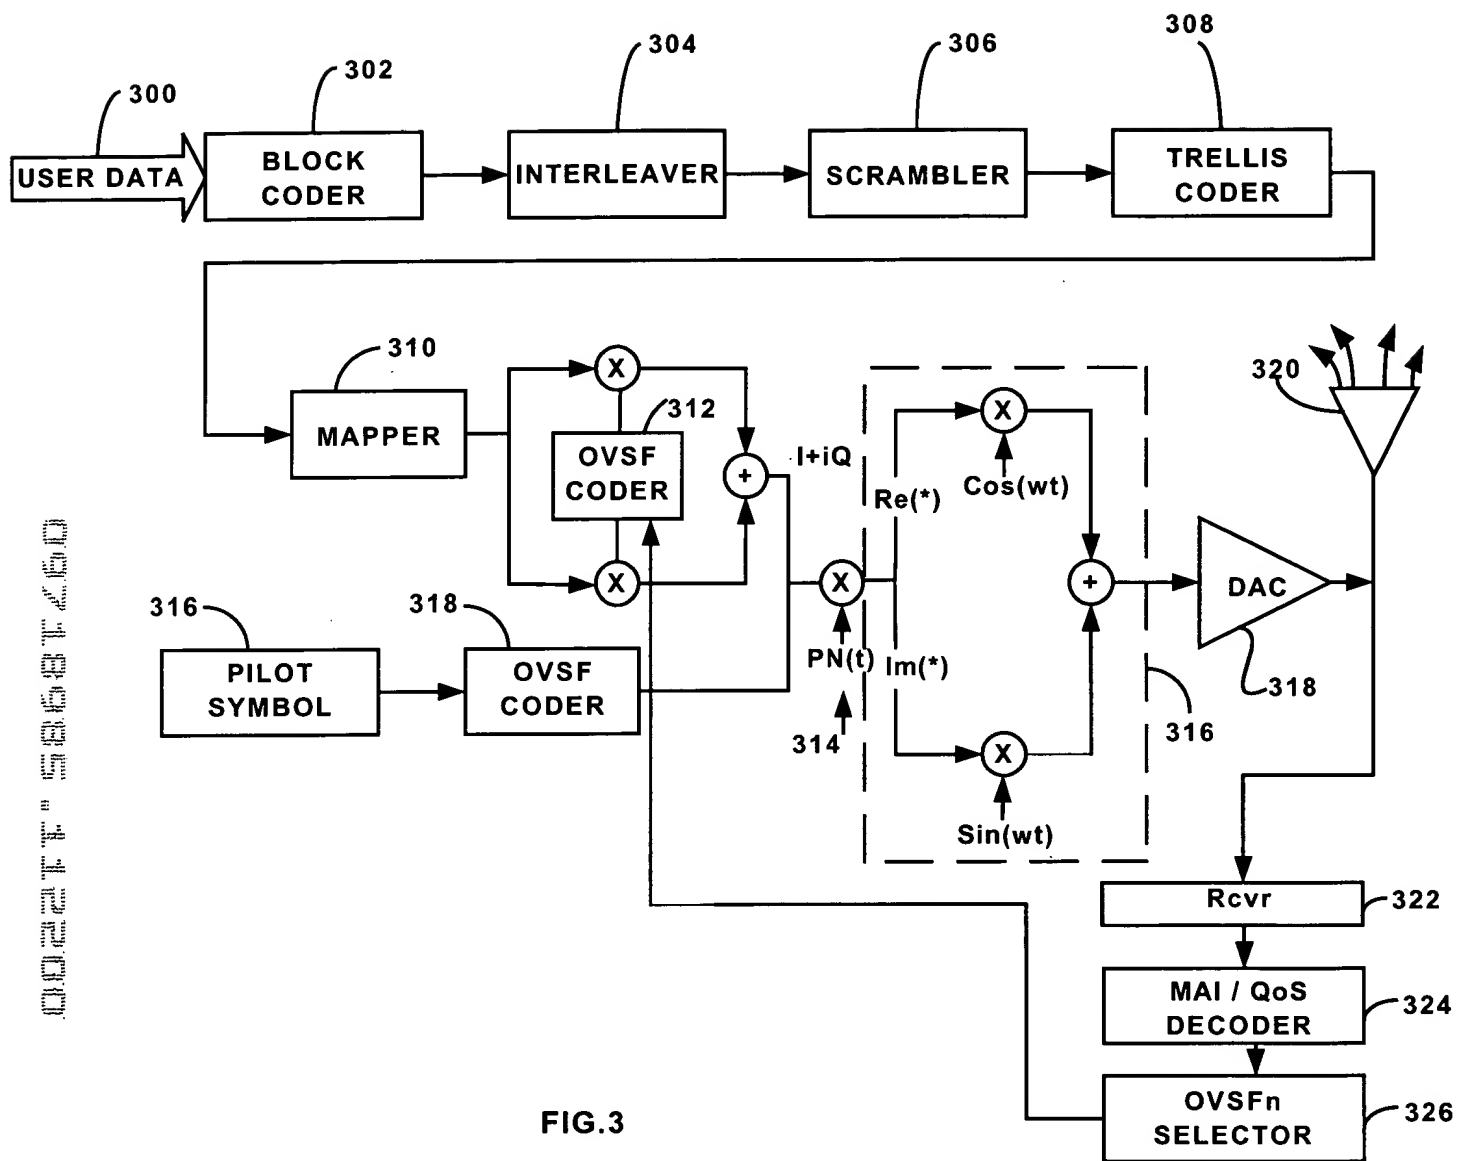 300
302
304
306
308
USER DATA
BLOCK
CODER
INTERLEAVER
SCRAMBLER
TRELLIS
CODER
310
MAPPER
X
312
OVSF
CODER
X
+
I+iQ
316
PILOT
SYMBOL
318
OVSF
CODER
X
PN(t)
314
Re(*)
Im(*)
X
Cos(wt)
+
X
Sin(wt)
316
DAC
318
320
Rcvr
322
MAI / QoS
DECODER
324
OVSFn
SELECTOR
326
FIG.3
09718985.112200